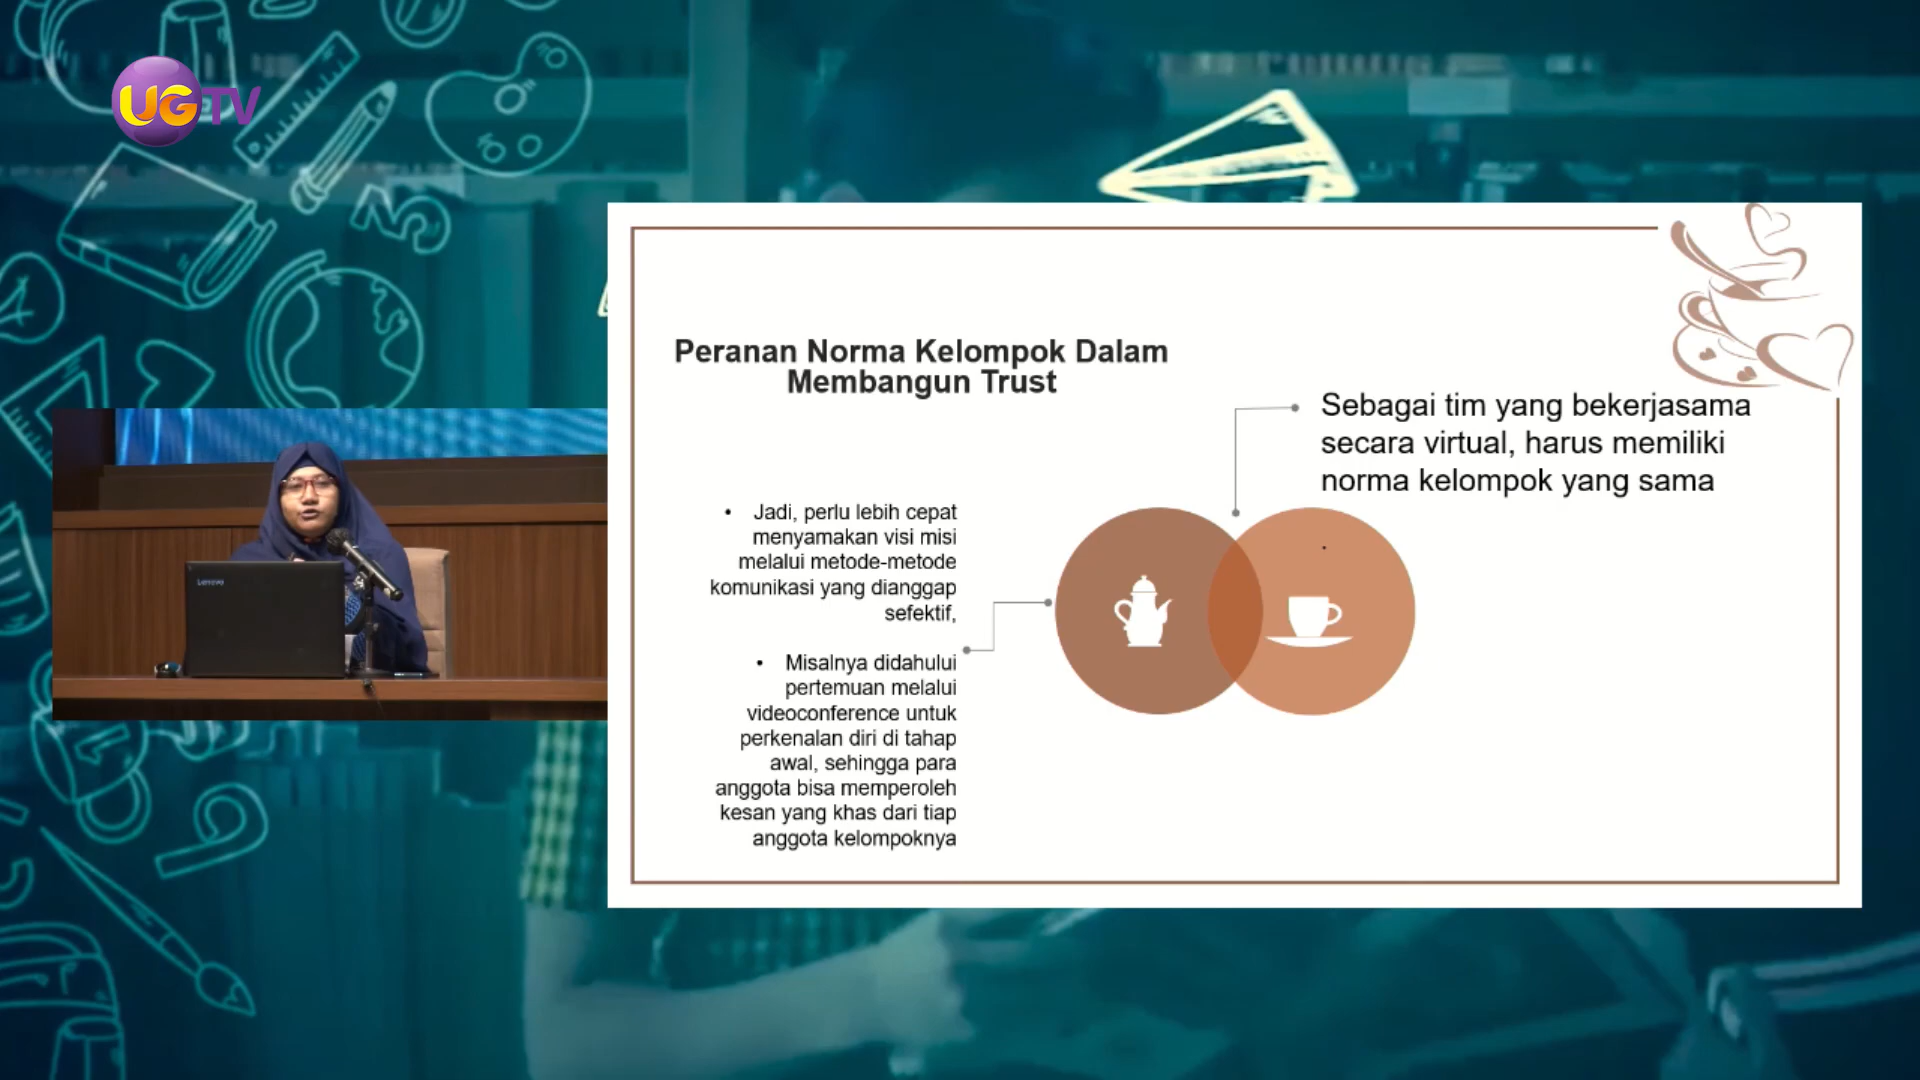 UGTV
Peranan Norma Kelompok Dalam
Membangun Trust
Sebagai tim yang bekerjasama
secara virtual, harus memiliki
norma kelompok yang sama
• Jadi, perlu lebih cepat
menyamakan visi misi
melalui metode-metode
komunikasi yang dianggap
sefektif,
• Misalnya didahului
pertemuan melalui
videoconference untuk
perkenalan diri di tahap
awal, sehingga para
anggota bisa memperoleh
kesan yang khas dari tiap
anggota kelompoknya
Lenovo